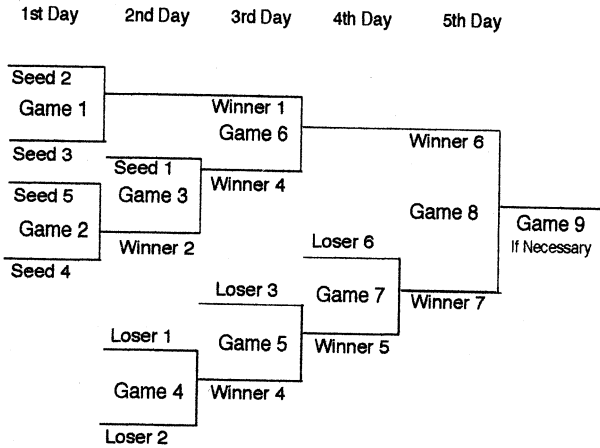 1st Day 2nd Day 3rd Day 4th Day 5th Day
Seed 2
Game 1
Seed 3
Winner 1
Game 6
Winner 4
Seed 1
Game 3
Winner 2
Seed 5
Game 2
Seed 4
Winner 6
Game 8
Winner 7
Game 9
If Necessary
Loser 6
Game 7
Winner 5
Loser 3
Game 5
Winner 4
Loser 1
Game 4
Loser 2